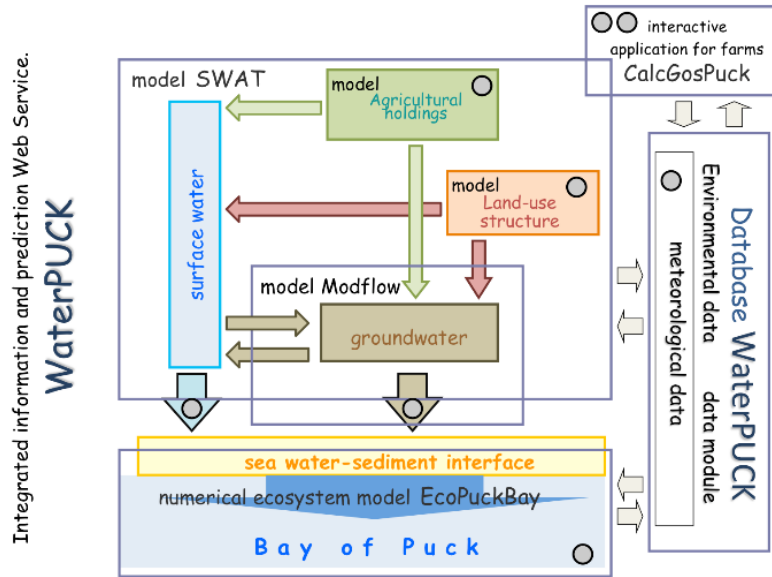 Integrated information and prediction Web Service.
WaterPUCK
interactive
application for farms
CalcGosPuck
model SWAT
model
Agricultural
holdings
surface water
model
Land-use
structure
model Modflow
groundwater
sea water-sediment interface
numerical ecosystem model EcoPuckBay
Bay of Puck
Database WaterPUCK
Environmental data data module
meteorological data